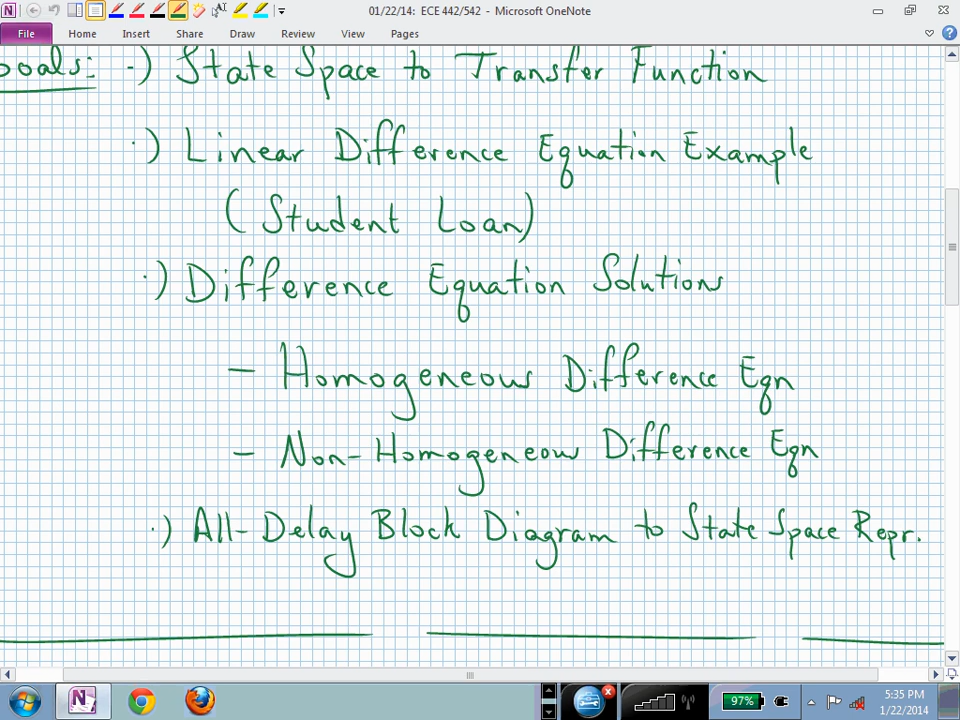 01/22/14: ECE 442/542 - Microsoft OneNote
File Home Insert Share Draw Review View Pages
Goals: ·) State Space to Transfer Function
·) Linear Difference Equation Example
(Student Loan)
·) Difference Equation Solutions
- Homogeneous Difference Eqn
- Non-Homogeneous Difference Eqn
·) All-Delay Block Diagram to State Space Repr.
97%
5:35 PM
1/22/2014